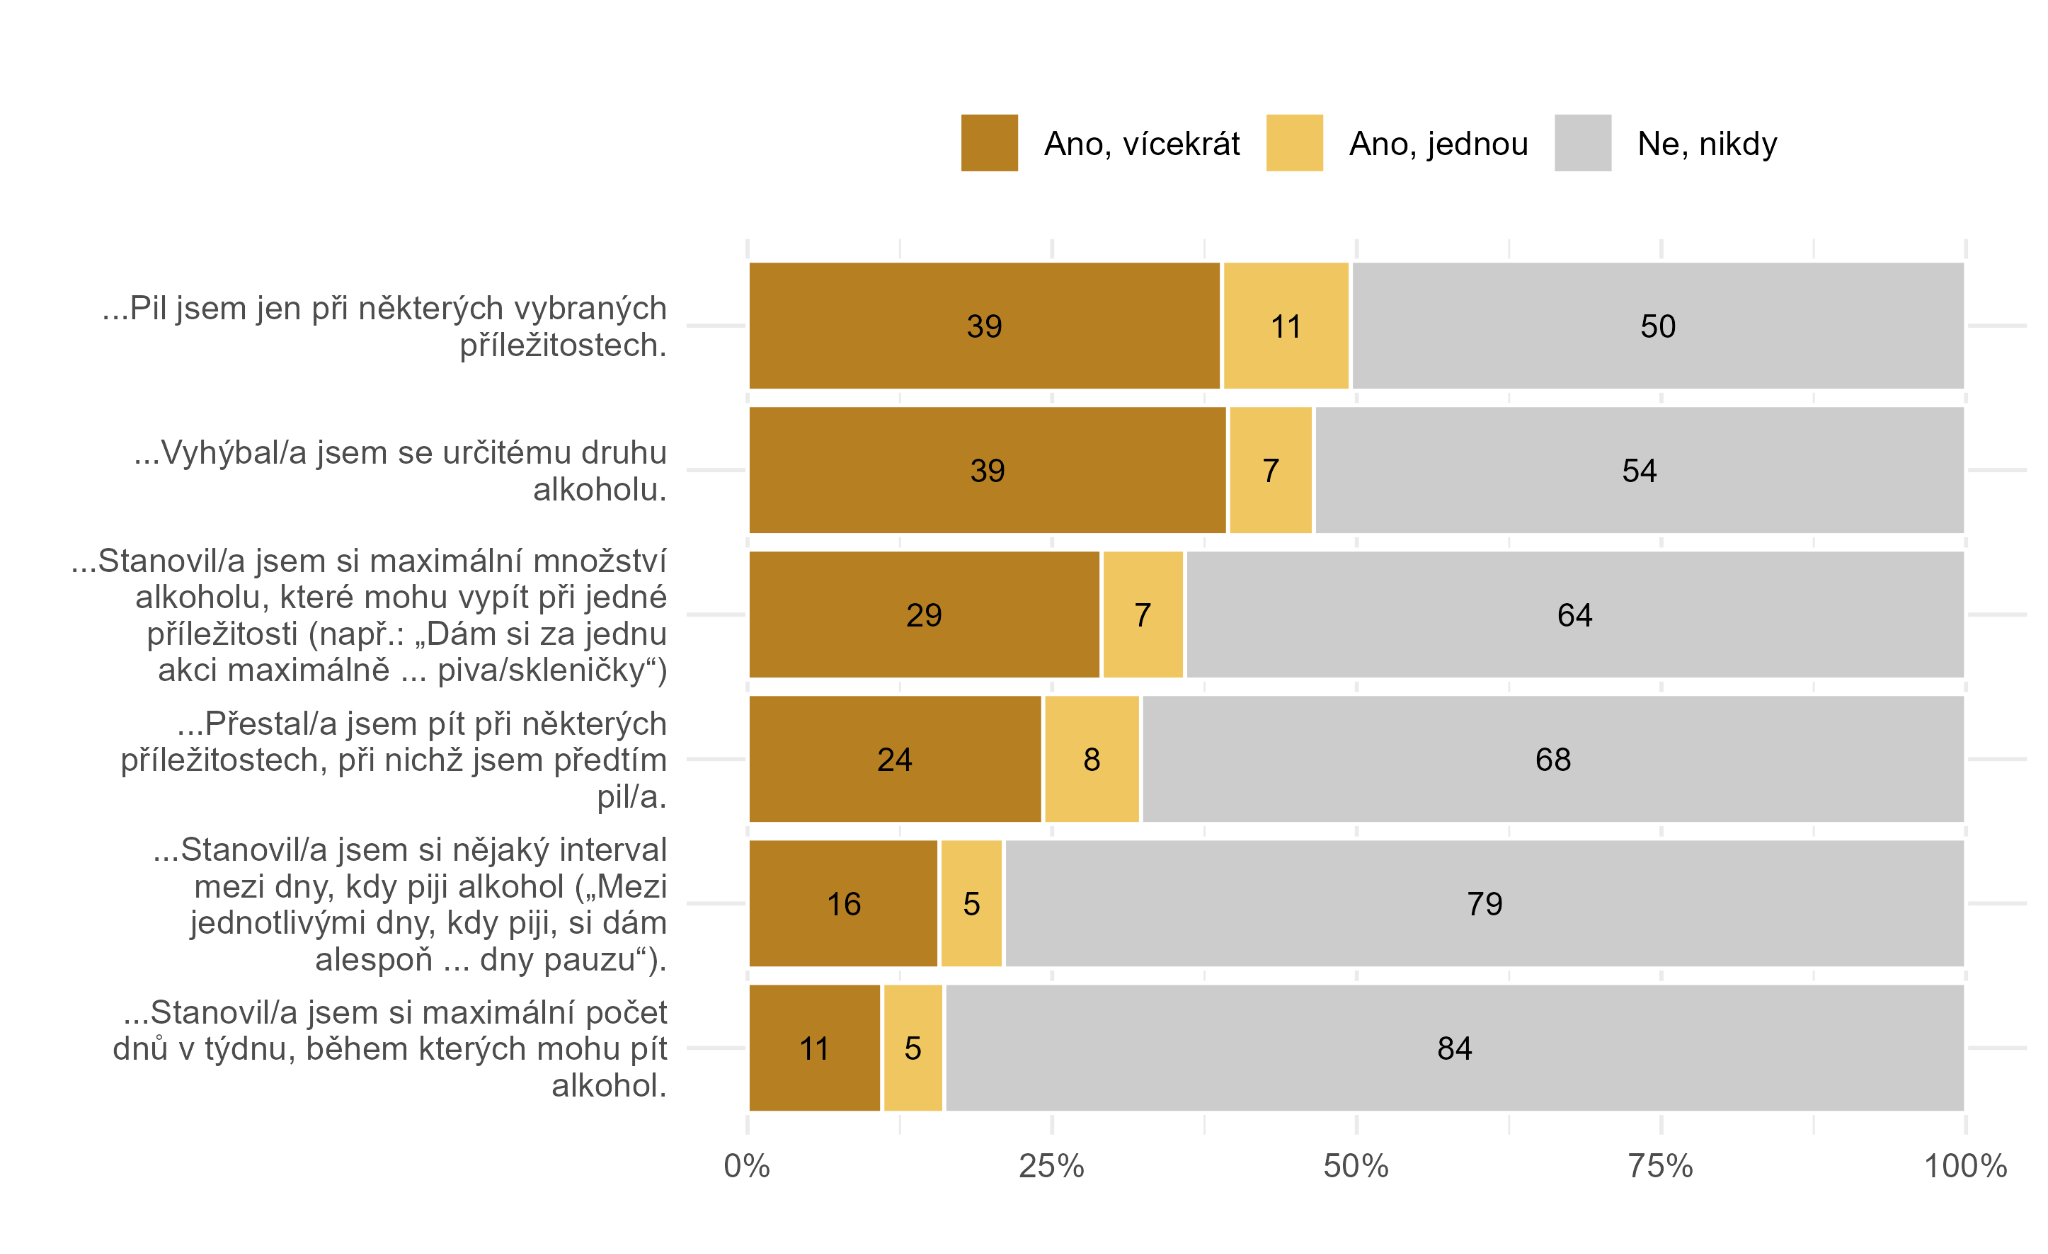 Ano, vícekrát Ano, jednou Ne, nikdy
...Pil jsem jen při některých vybraných
příležitostech.
39 11 50
...Vyhýbal/a jsem se určitému druhu
alkoholu.
39 7 54
...Stanovil/a jsem si maximální množství
alkoholu, které mohu vypít při jedné
příležitosti (např.: „Dám si za jednu
akci maximálně ... piva/skleničky“)
29 7 64
...Přestal/a jsem pít při některých
příležitostech, při nichž jsem předtím
pil/a.
24 8 68
...Stanovil/a jsem si nějaký interval
mezi dny, kdy piji alkohol („Mezi
jednotlivými dny, kdy piji, si dám
alespoň ... dny pauzu“).
16 5 79
...Stanovil/a jsem si maximální počet
dnů v týdnu, během kterých mohu pít
alkohol.
11 5 84
0% 25% 50% 75% 100%